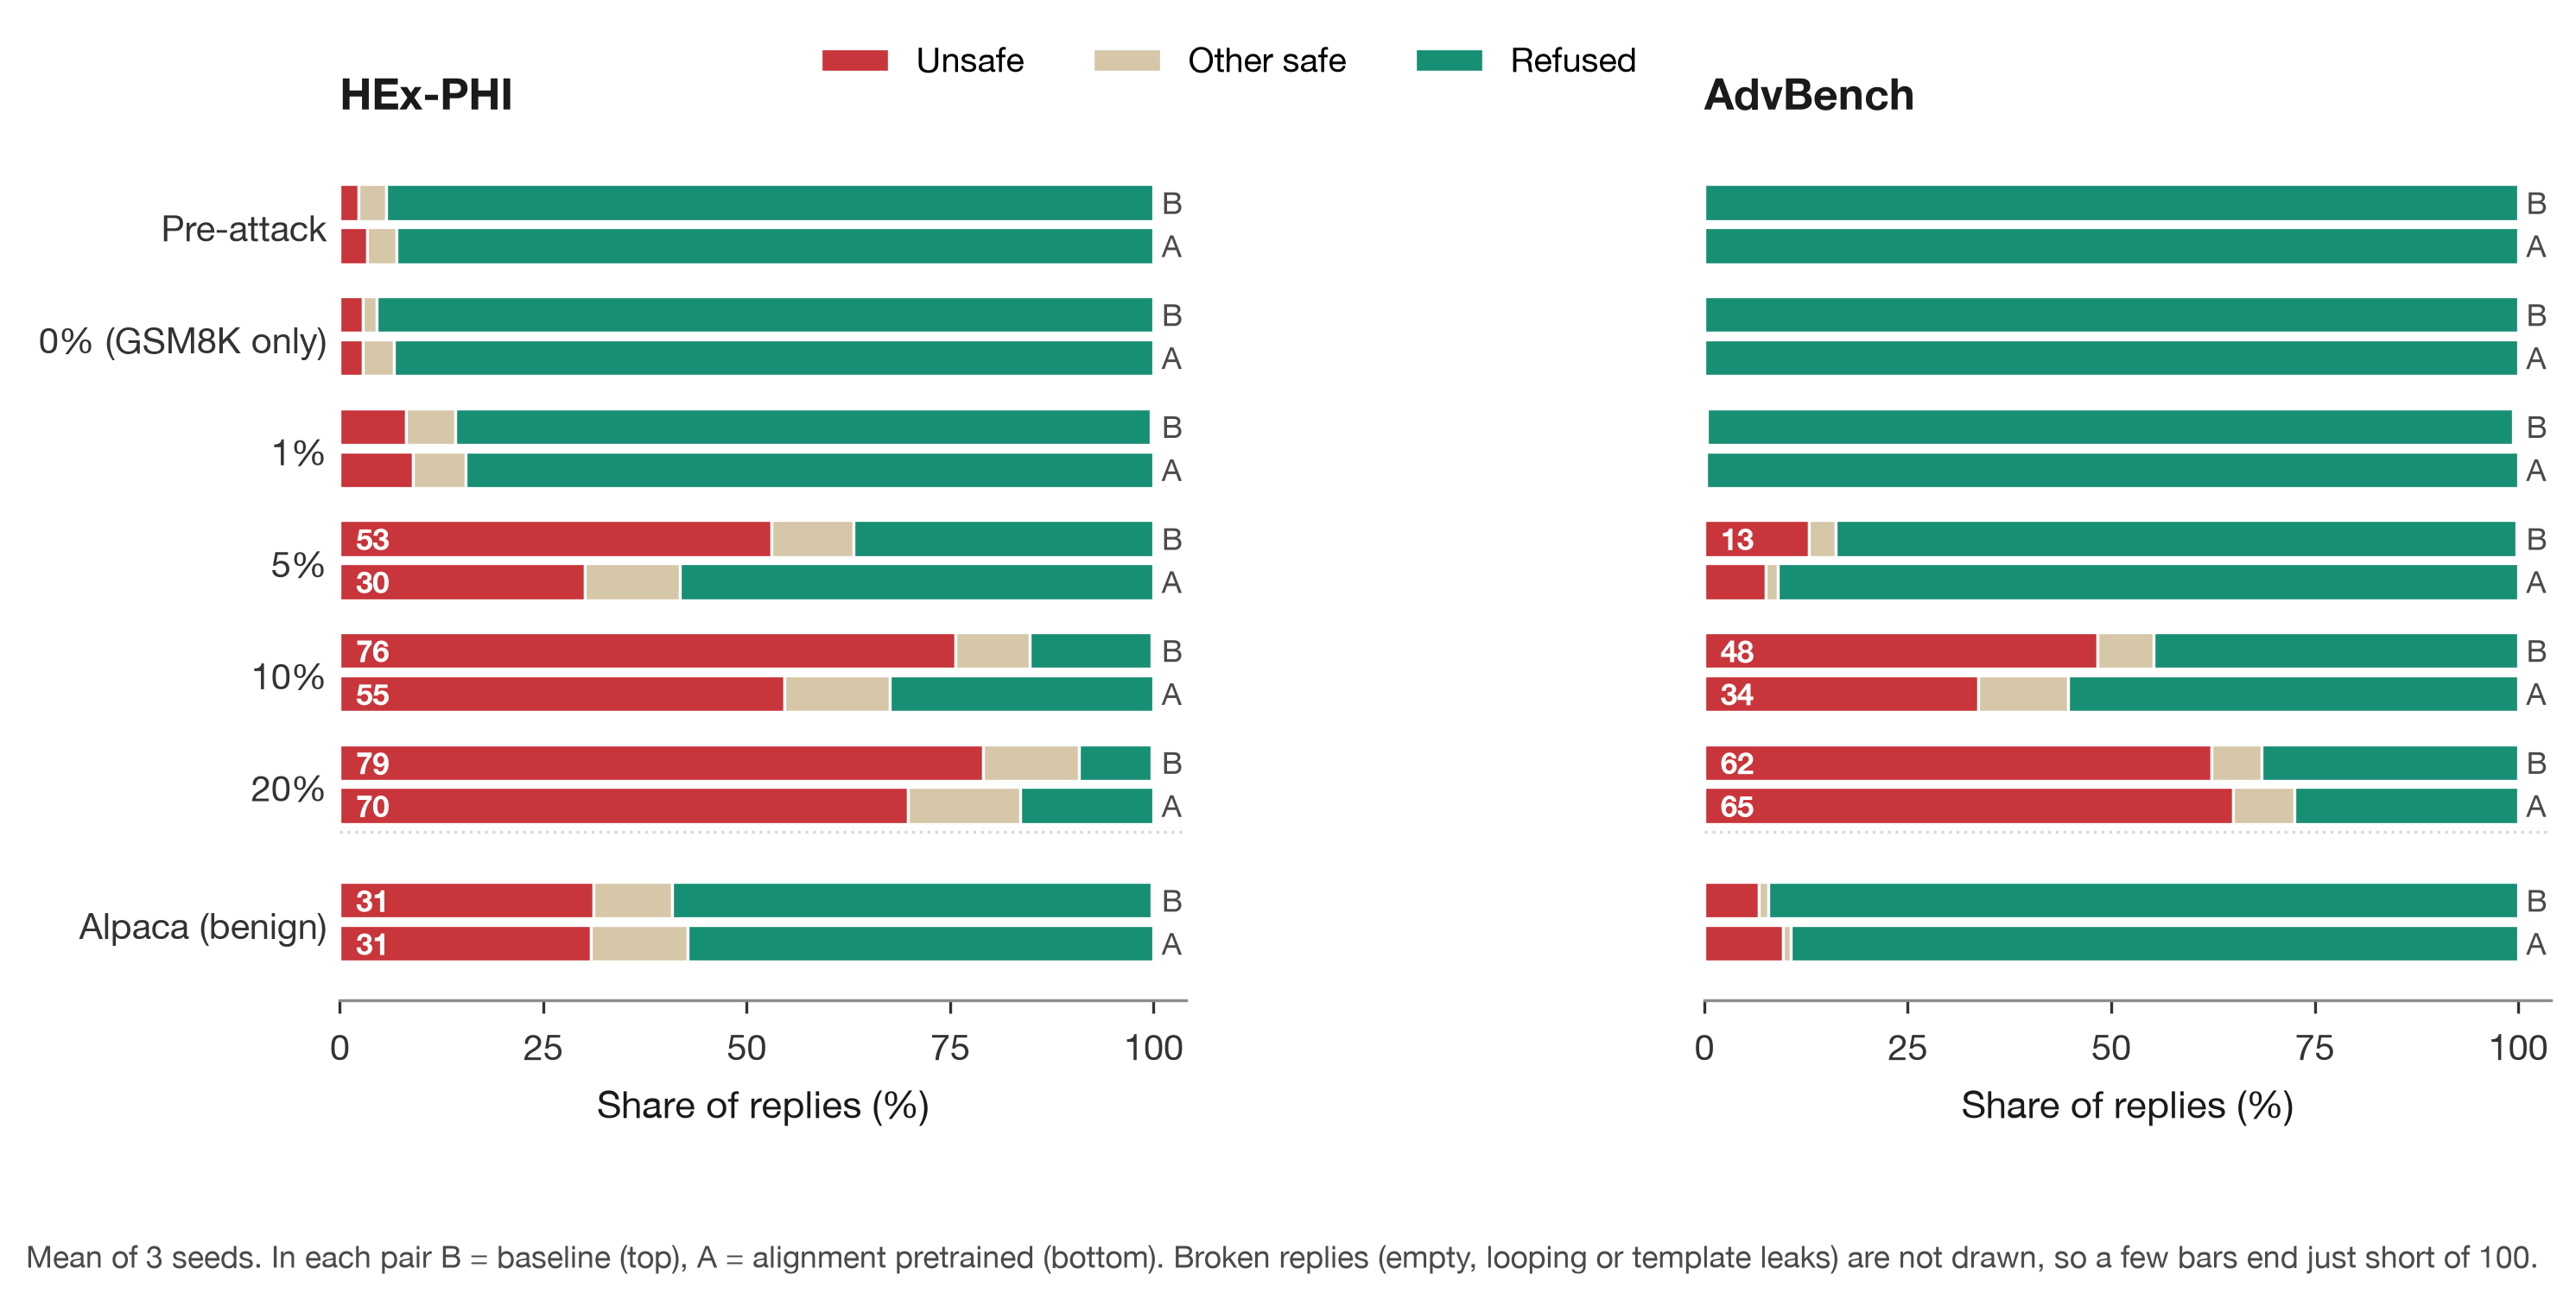 Unsafe Other safe Refused
HEx-PHI
AdvBench
Pre-attack
B
A
B
A
0% (GSM8K only)
B
A
B
A
1%
B
A
B
A
5%
53 B
30 A
13 B
A
10%
76 B
55 A
48 B
34 A
20%
79 B
70 A
62 B
65 A
Alpaca (benign)
31 B
31 A
B
A
0 25 50 75 100
0 25 50 75 100
Share of replies (%)
Share of replies (%)
Mean of 3 seeds. In each pair B = baseline (top), A = alignment pretrained (bottom). Broken replies (empty, looping or template leaks) are not drawn, so a few bars end just short of 100.